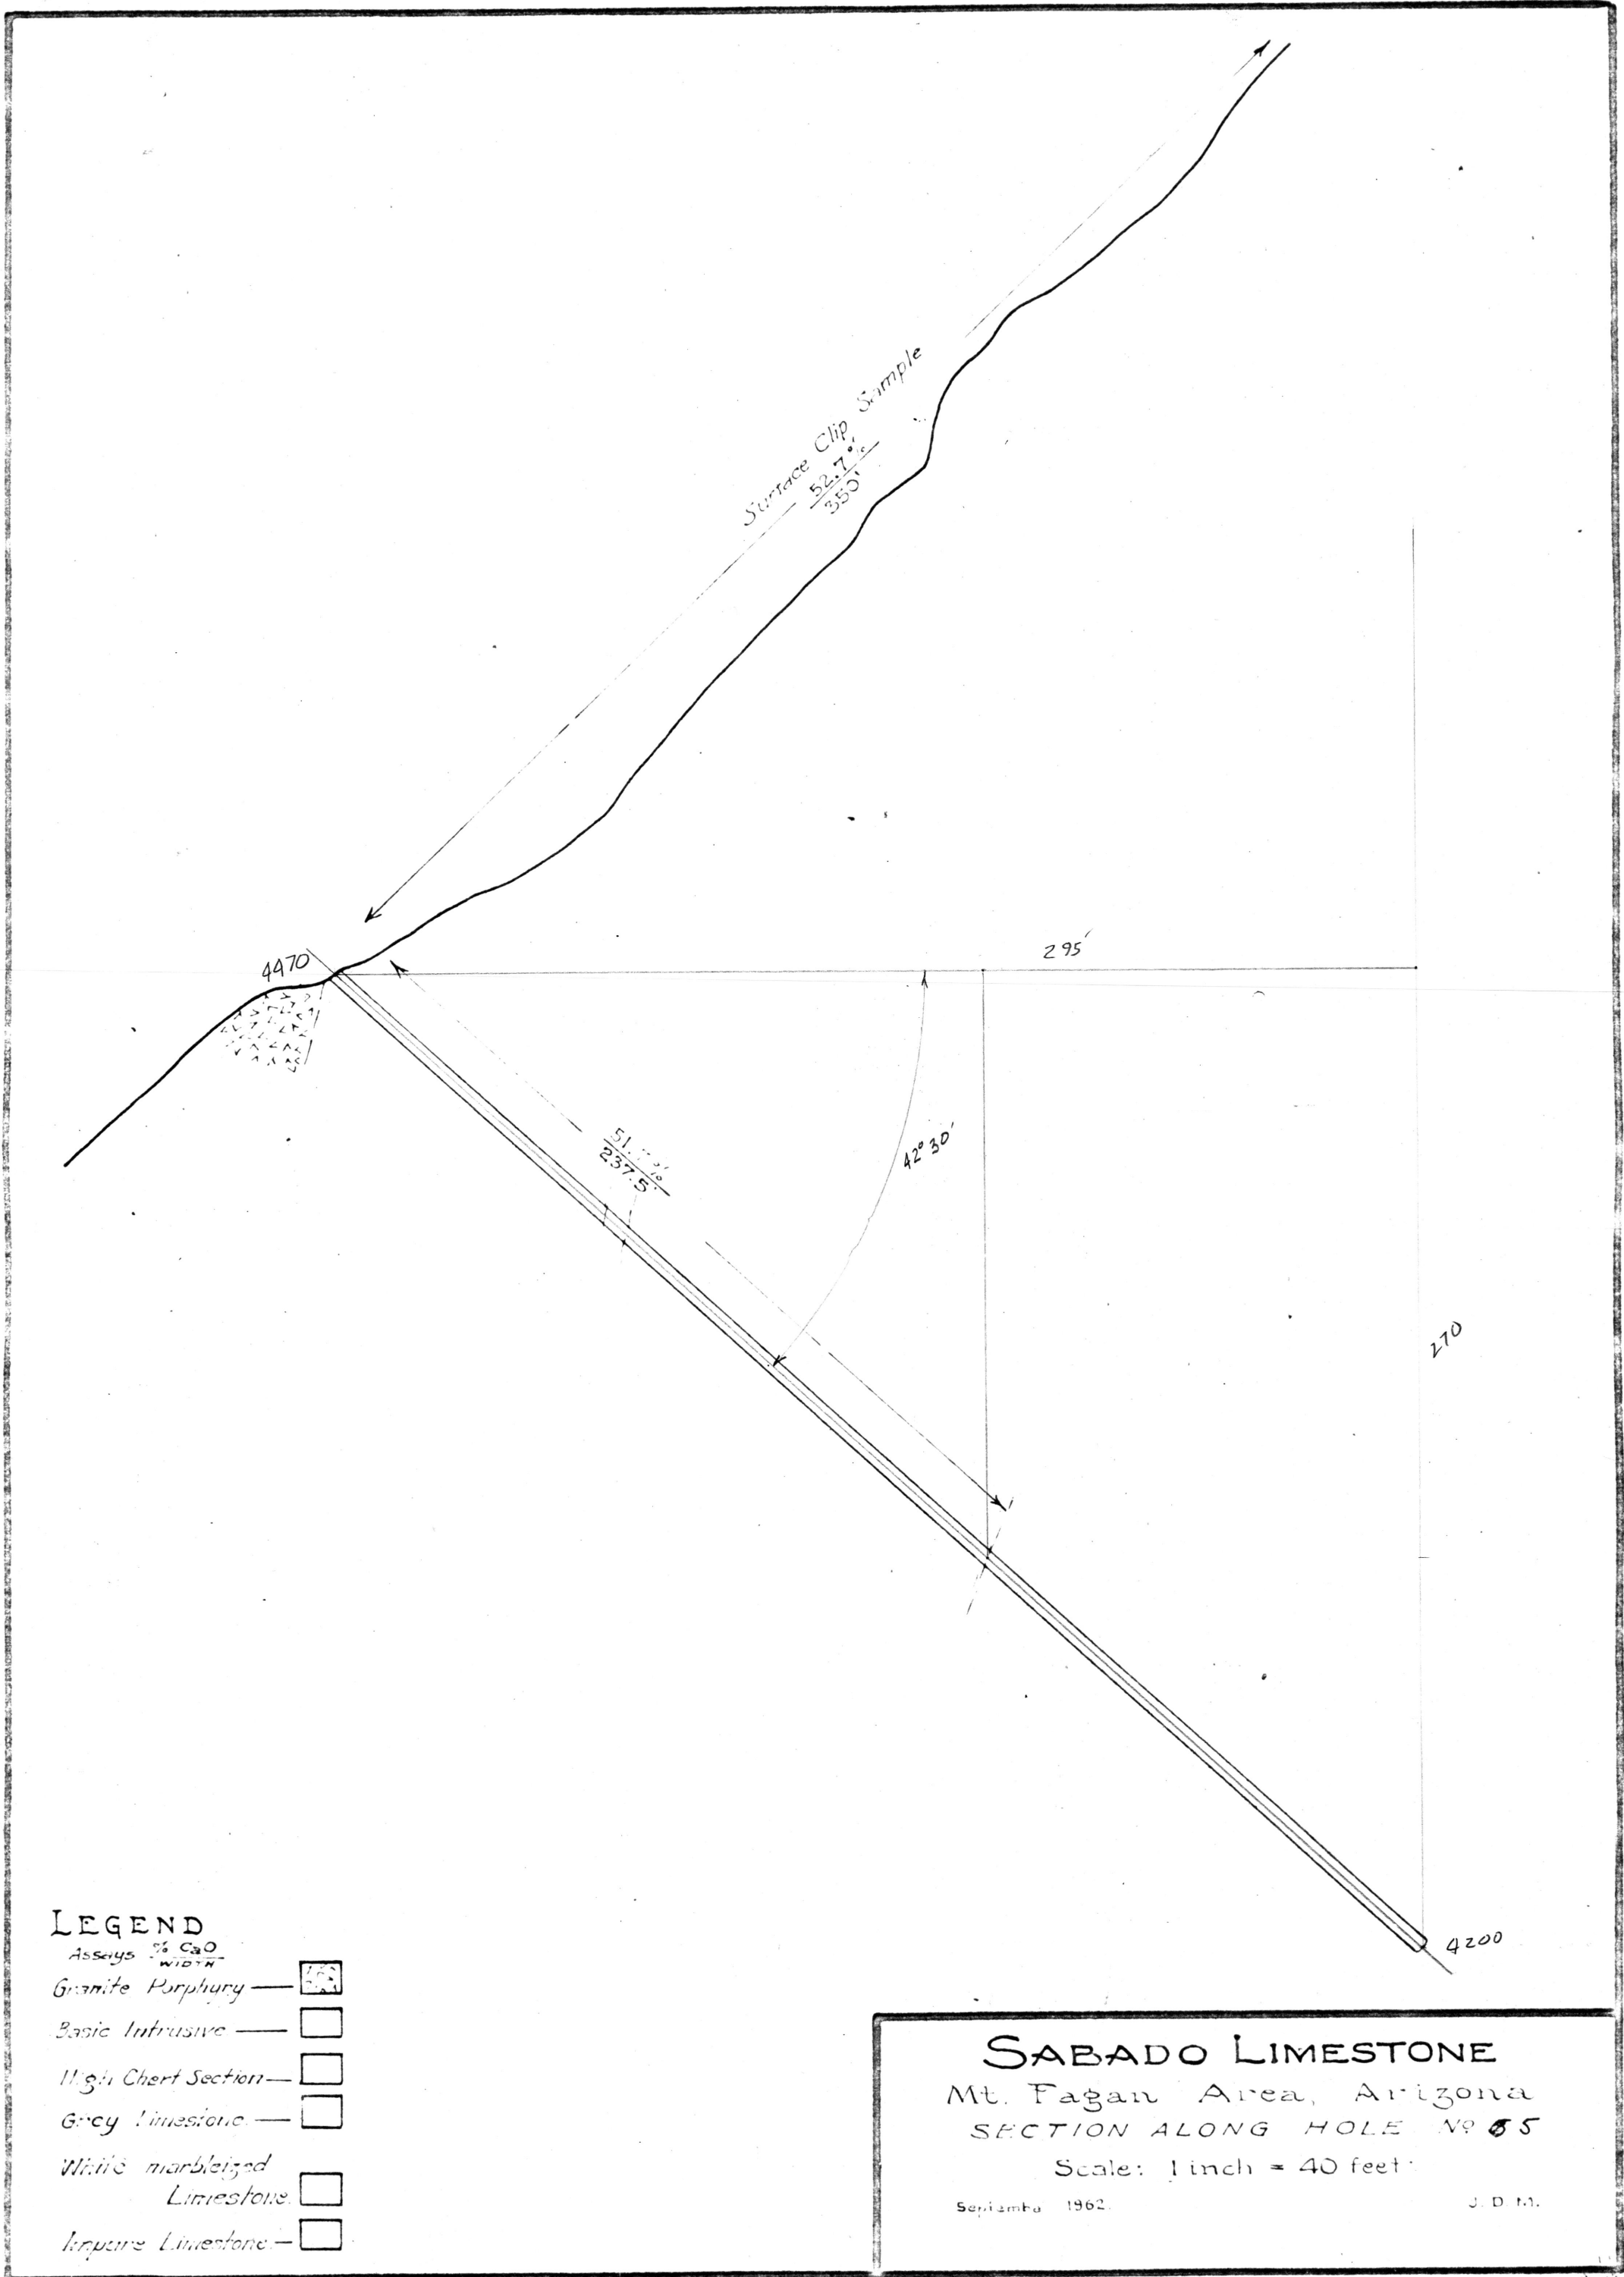 Surface Clip Sample
52.7%
350'
4470
295'
51.
237.5'
42° 30'
270
4200
LEGEND
Assays % CaO
WIDTH
Granite Porphyry
Basic Intrusive
High Chert Section
Grey Limestone
White marbleized
Limestone
Impure Limestone
SABADO LIMESTONE
Mt. Fagan Area, Arizona
SECTION ALONG HOLE Nº 5
Scale: 1 inch = 40 feet
1962
J. D. M.